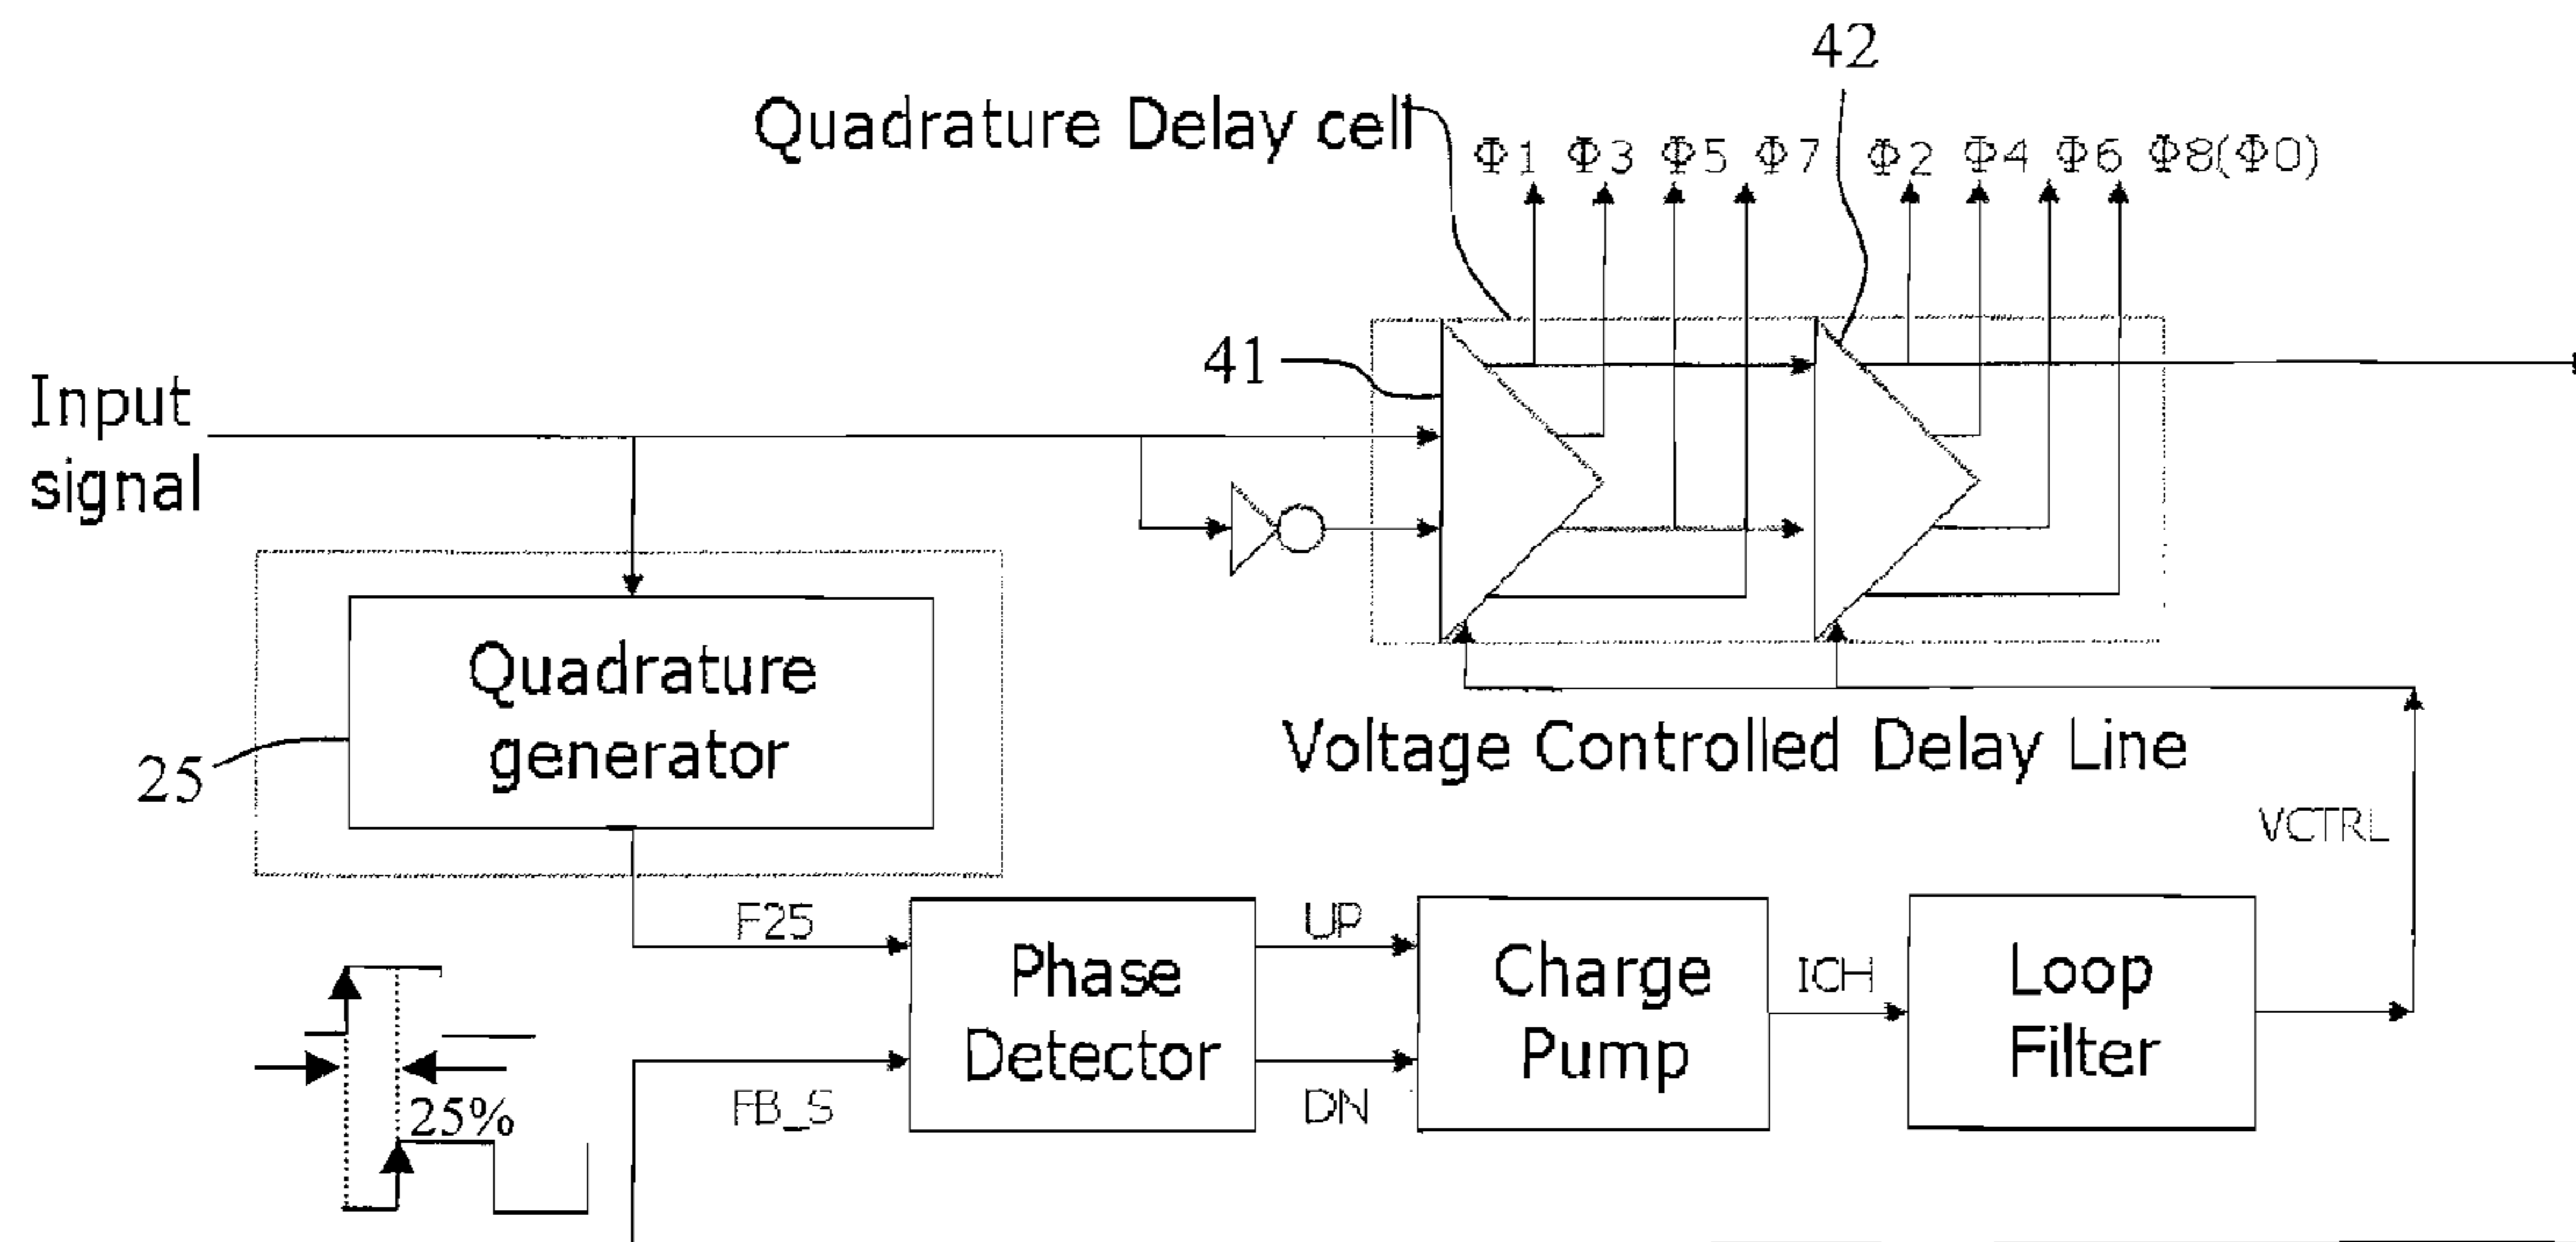 42
Quadrature Delay cell
Φ1 Φ3 Φ5 Φ7 Φ2 Φ4 Φ6 Φ8(Φ0)
41
Input
signal
Quadrature
generator
25
Voltage Controlled Delay Line
VCTRL
F25
UP
Phase
Detector
Charge
Pump
ICH
Loop
Filter
FB_S
DN
25%